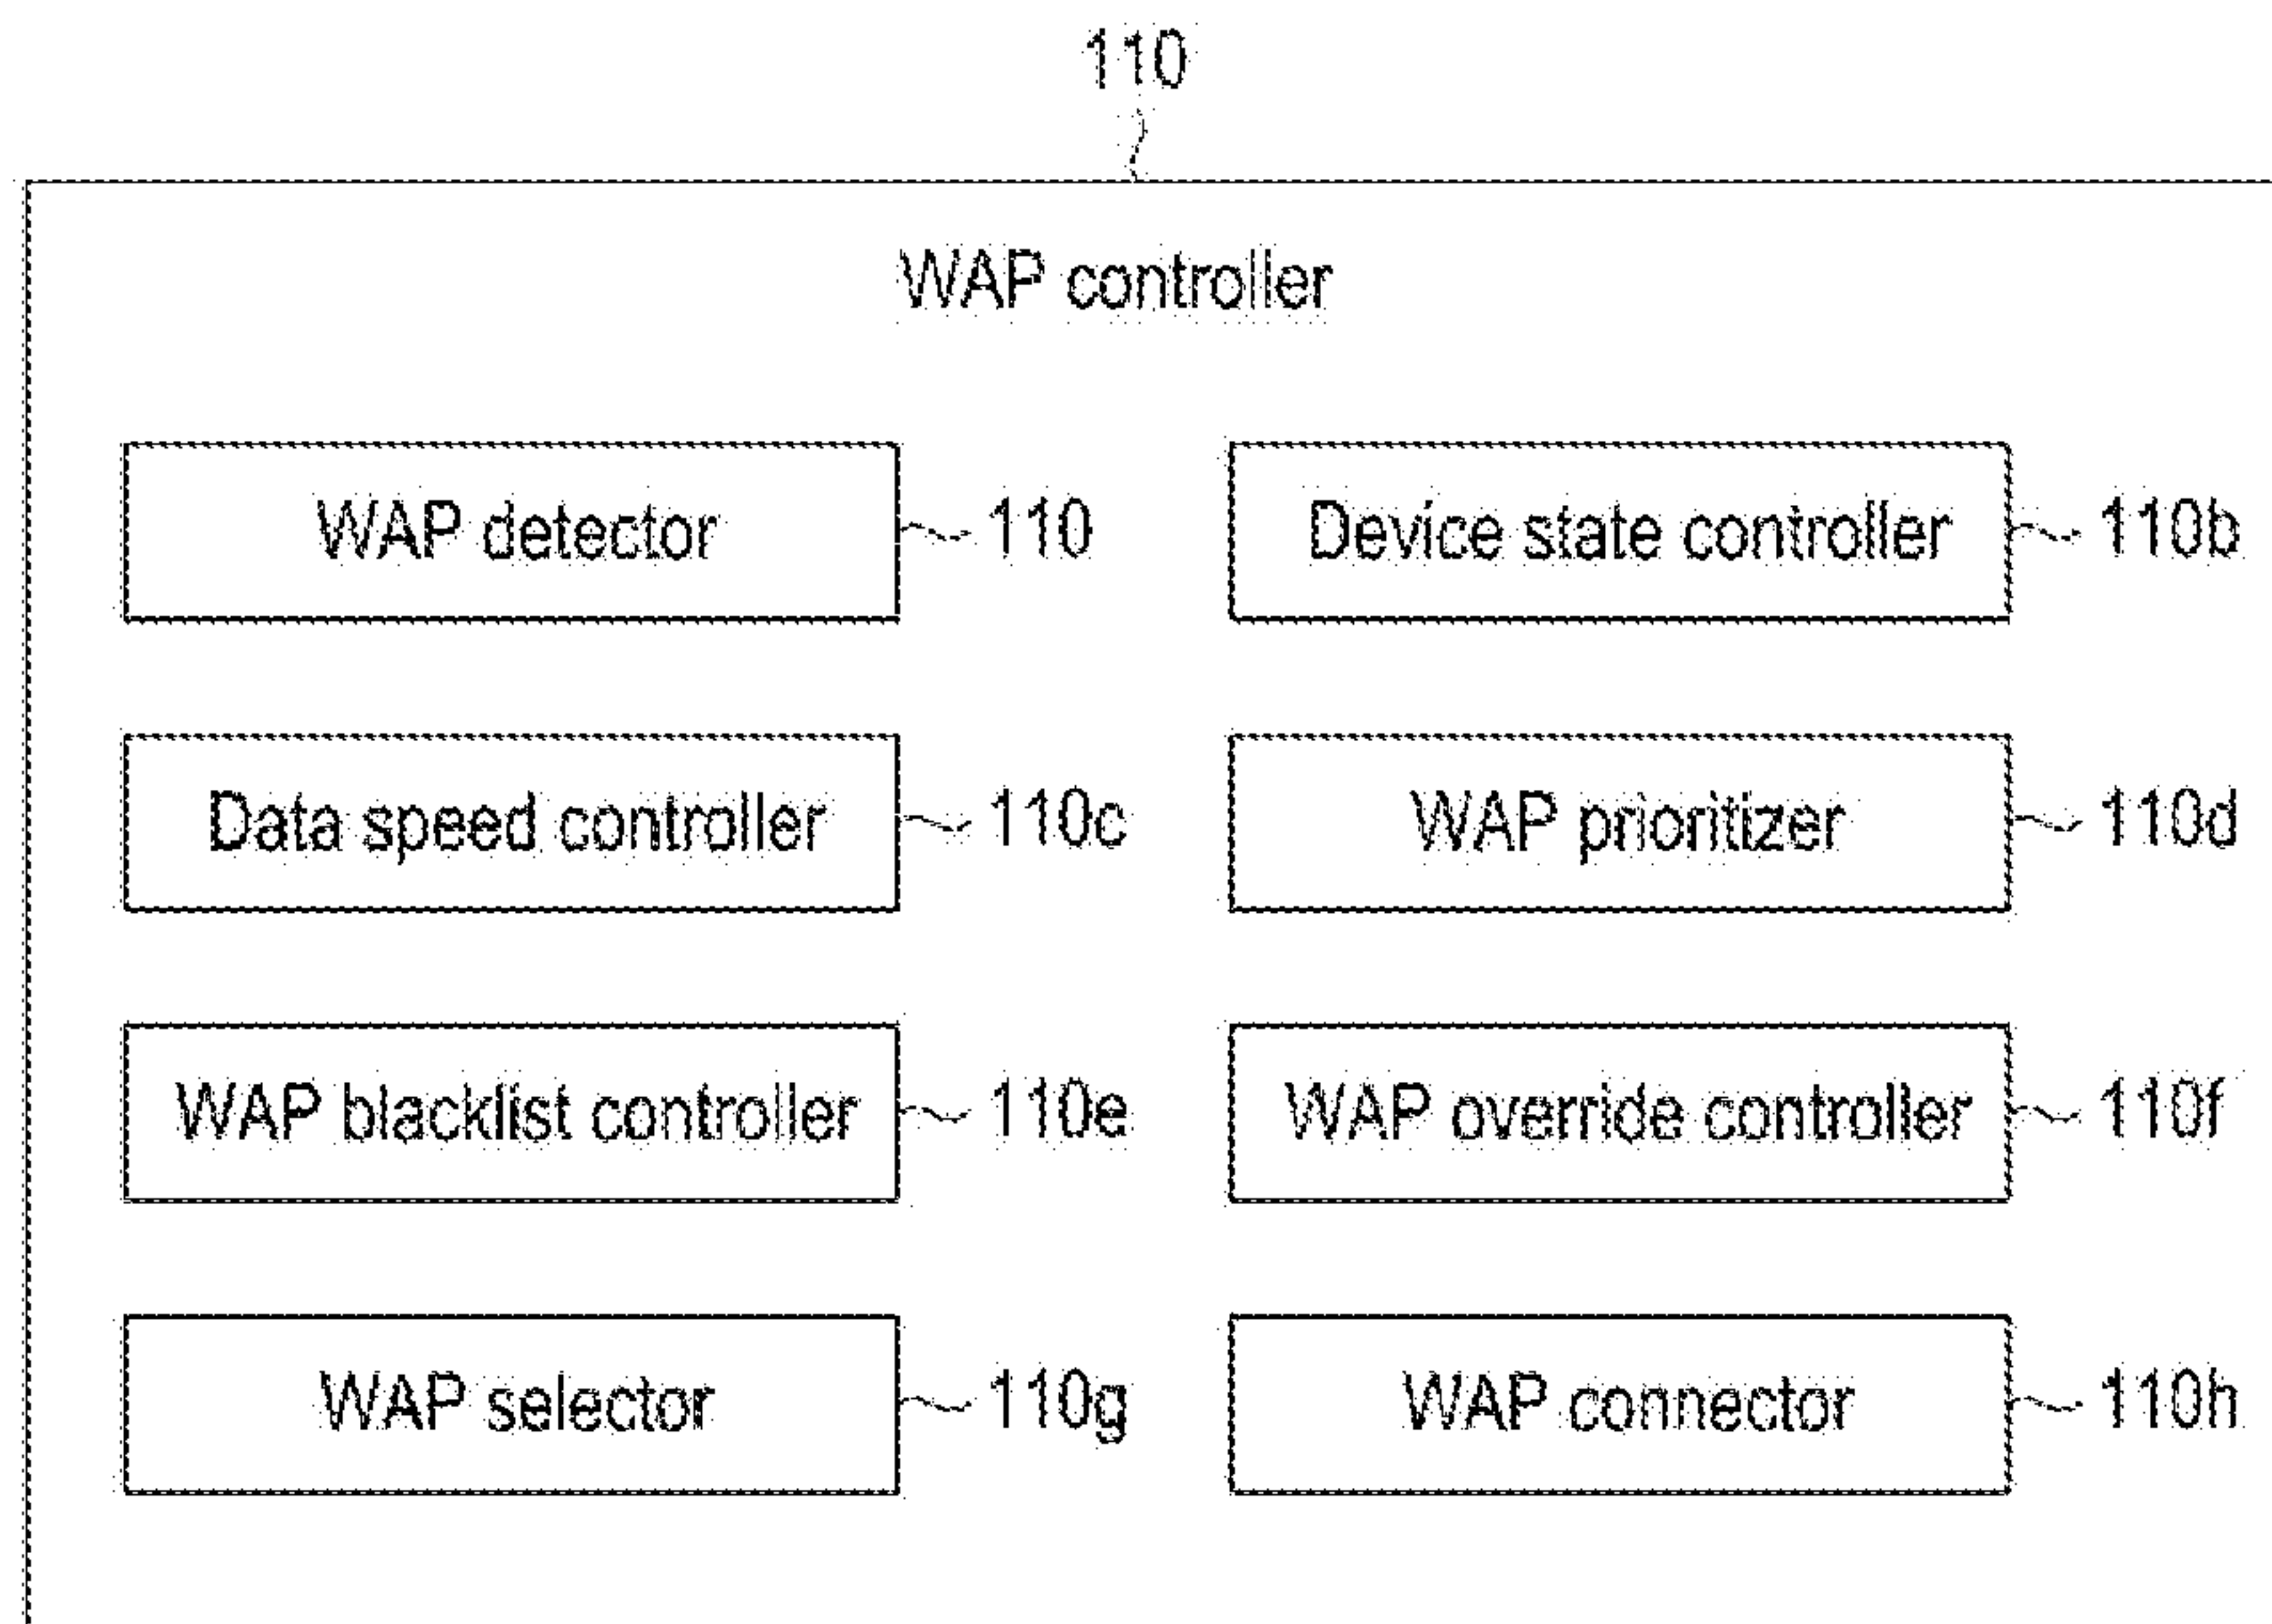 110
WAP controller
WAP detector 110 Device state controller 110b
Data speed controller 110c WAP prioritizer 110d
WAP blacklist controller 110e WAP override controller 110f
WAP selector 110g WAP connector 110h